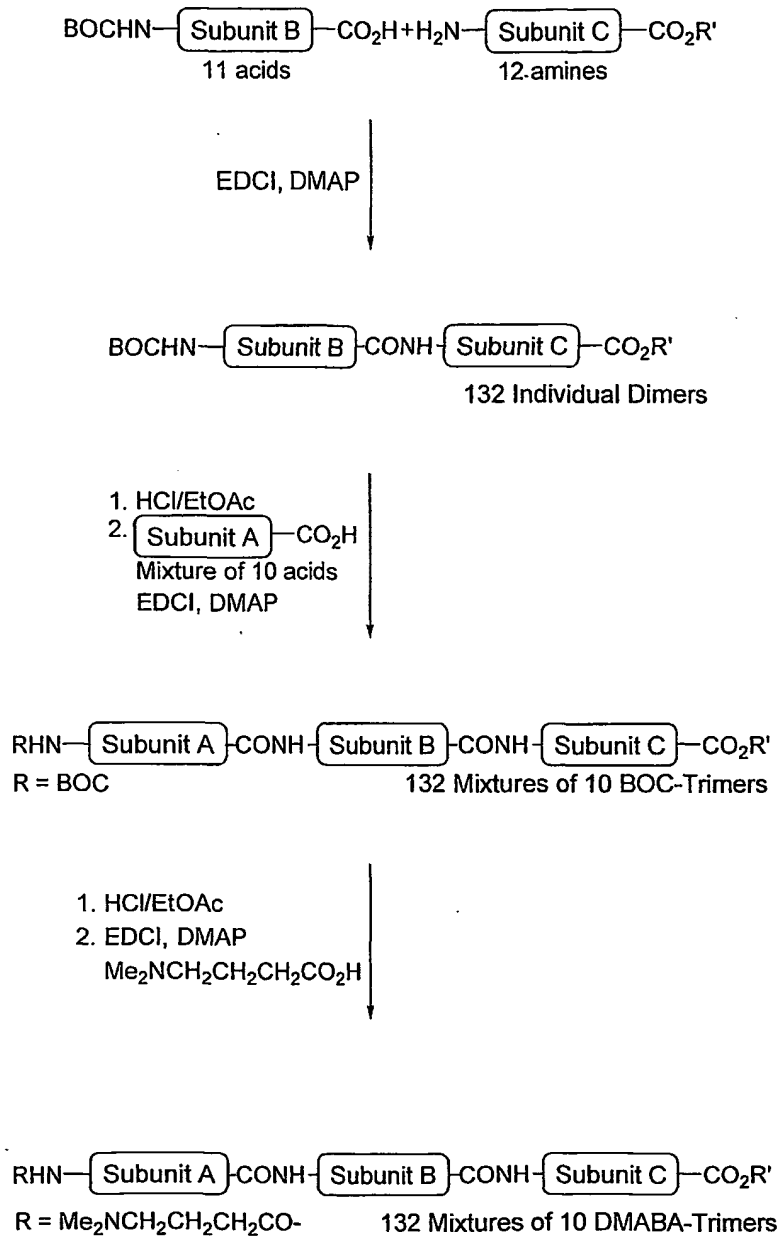 BOCHN— Subunit B —CO₂H+H₂N— Subunit C —CO₂R'
11 acids 12 amines
EDCI, DMAP
BOCHN— Subunit B -CONH- Subunit C —CO₂R'
132 Individual Dimers
1. HCl/EtOAc
2. Subunit A —CO₂H
Mixture of 10 acids
EDCI, DMAP
RHN— Subunit A -CONH- Subunit B -CONH- Subunit C —CO₂R'
R = BOC 132 Mixtures of 10 BOC-Trimers
1. HCl/EtOAc
2. EDCI, DMAP
Me₂NCH₂CH₂CH₂CO₂H
RHN— Subunit A -CONH- Subunit B -CONH- Subunit C —CO₂R'
R = Me₂NCH₂CH₂CH₂CO- 132 Mixtures of 10 DMABA-Trimers